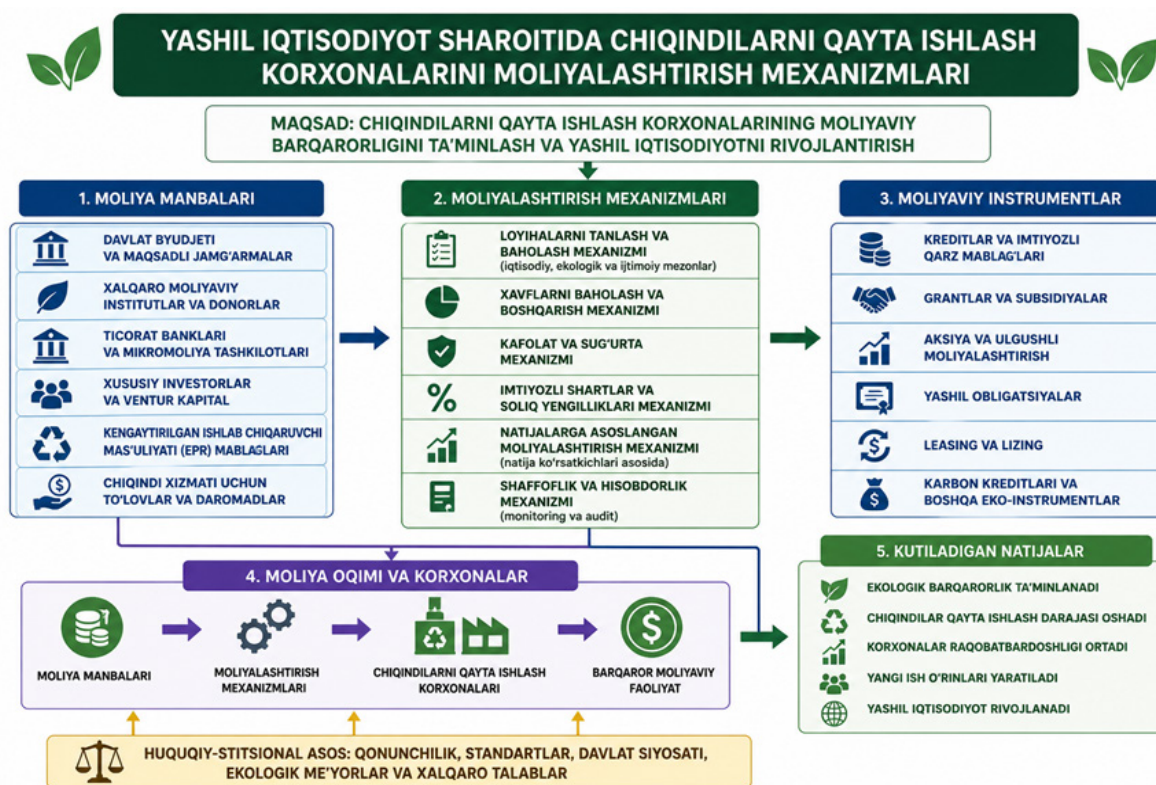 YASHIL IQTISODIYOT SHAROITIDA CHIQINDILARNI QAYTA ISHLASH
KORXONALARINI MOLIYALASHTIRISH MEXANIZMLARI
MAQSAD: CHIQINDILARNI QAYTA ISHLASH KORXONALARINING MOLIYAVIY
BARQARORLIGINI TA'MINLASH VA YASHIL IQTISODIYOTNI RIVOJLANTIRISH
1. MOLIYA MANBALARI
DAVLAT BYUDJETI
VA MAQSADLI JAMG'ARMALAR
XALQARO MOLIYAVIY
INSTITUTLAR VA DONORLAR
TICORAT BANKLARI
VA MIKROMOLIYA TASHKILOTLARI
XUSUSIY INVESTORLAR
VA VENTUR KAPITAL
KENGAYTIRILGAN ISHLAB CHIQARUVCHI
MAS'ULIYATI (EPR) MABLAGLARI
CHIQINDI XIZMATI UCHUN
TO'LOVLAR VA DAROMADLAR
2. MOLIYALASHTIRISH MEXANIZMLARI
LOYIHALARNI TANLASH VA
BAHOLASH MEXANIZMI
(iqtisodiy, ekologik va ijtimoiy mezonlar)
XAVFLARNI BAHOLASH VA
BOSHQARISH MEXANIZMI
KAFOLAT VA SUG'URTA
MEXANIZMI
%
IMTIYOZLI SHARTLAR VA
SOLIQ YENGILLIKLARI MEXANIZMI
NATIJALARGA ASOSLANGAN
MOLIYALASHTIRISH MEXANIZMI
(natija ko'rsatkichlari asosida)
SHAFFOFLIK VA HISOBDORLIK
MEXANIZMI
(monitoring va audit)
3. MOLIYAVIY INSTRUMENTLAR
KREDITLAR VA IMTIYOZLI
QARZ MABLAG'LARI
GRANTLAR VA SUBSIDIYALAR
AKSIYA VA ULGUSHLI
MOLIYALASHTIRISH
YASHIL OBLIGATSIYALAR
LEASING VA LIZING
KARBON KREDITLARI VA
BOSHQA EKO-INSTRUMENTLAR
4. MOLIYA OQIMI VA KORXONALAR
MOLIYA MANBALARI
MOLIYALASHTIRISH
MEXANIZMLARI
CHIQINDILARNI QAYTA ISHLASH
KORXONALARI
BARQAROR MOLIYAVIY
FAOLIYAT
5. KUTILADIGAN NATIJALAR
EKOLOGIK BARQARORLIK TA'MINLANADI
CHIQINDILAR QAYTA ISHLASH DARAJASI OSHADI
KORXONALAR RAQOBATBARDOSHLIGI ORTADI
YANGI ISH O'RINLARI YARATILADI
YASHIL IQTISODIYOT RIVOJLANADI
HUQUQIY-STITSIONAL ASOS: QONUNCHILIK, STANDARTLAR, DAVLAT SIYOSATI,
EKOLOGIK ME'YORLAR VA XALQARO TALABLAR